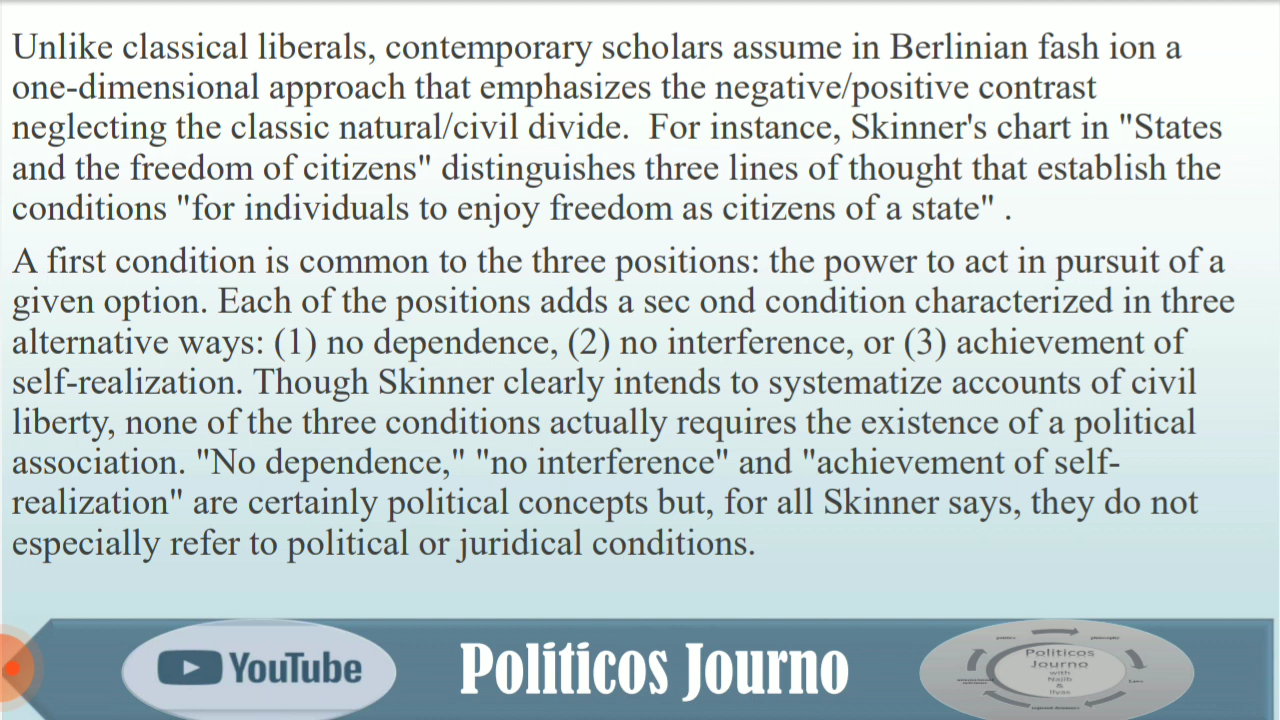 Unlike classical liberals, contemporary scholars assume in Berlinian fash ion a
one-dimensional approach that emphasizes the negative/positive contrast
neglecting the classic natural/civil divide.  For instance, Skinner's chart in "States
and the freedom of citizens" distinguishes three lines of thought that establish the
conditions "for individuals to enjoy freedom as citizens of a state" .
A first condition is common to the three positions: the power to act in pursuit of a
given option. Each of the positions adds a sec ond condition characterized in three
alternative ways: (1) no dependence, (2) no interference, or (3) achievement of
self-realization. Though Skinner clearly intends to systematize accounts of civil
liberty, none of the three conditions actually requires the existence of a political
association. "No dependence," "no interference" and "achievement of self-
realization" are certainly political concepts but, for all Skinner says, they do not
especially refer to political or juridical conditions.
YouTube
Politicos Journo
politics
philosophy
Politicos
Journo
with
Najib
&
Ilyas
Laws